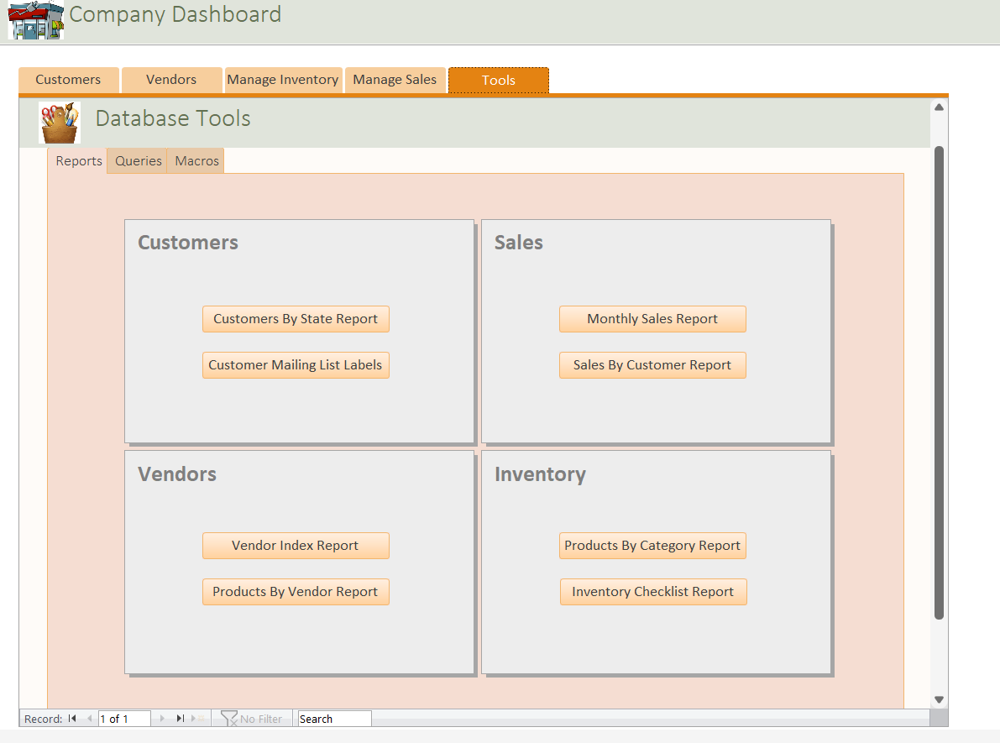 Company Dashboard
Customers Vendors Manage Inventory Manage Sales Tools
Database Tools
Reports Queries Macros
Customers
Customers By State Report
Customer Mailing List Labels
Sales
Monthly Sales Report
Sales By Customer Report
Vendors
Vendor Index Report
Products By Vendor Report
Inventory
Products By Category Report
Inventory Checklist Report
Record: 1 of 1 No Filter Search